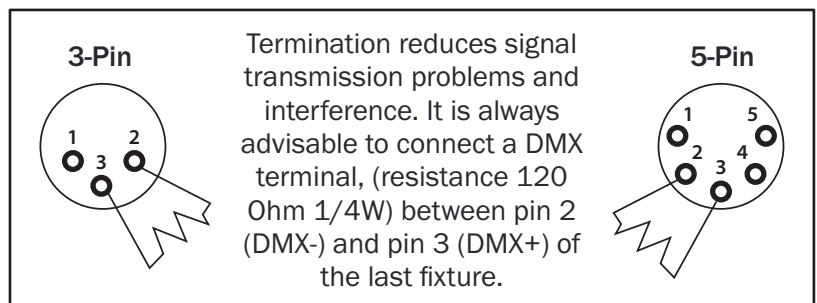 3-Pin
1
2
3
Termination reduces signal
transmission problems and
interference. It is always
advisable to connect a DMX
terminal, (resistance 120
Ohm 1/4W) between pin 2
(DMX-) and pin 3 (DMX+) of
the last fixture.
5-Pin
1
5
2
4
3